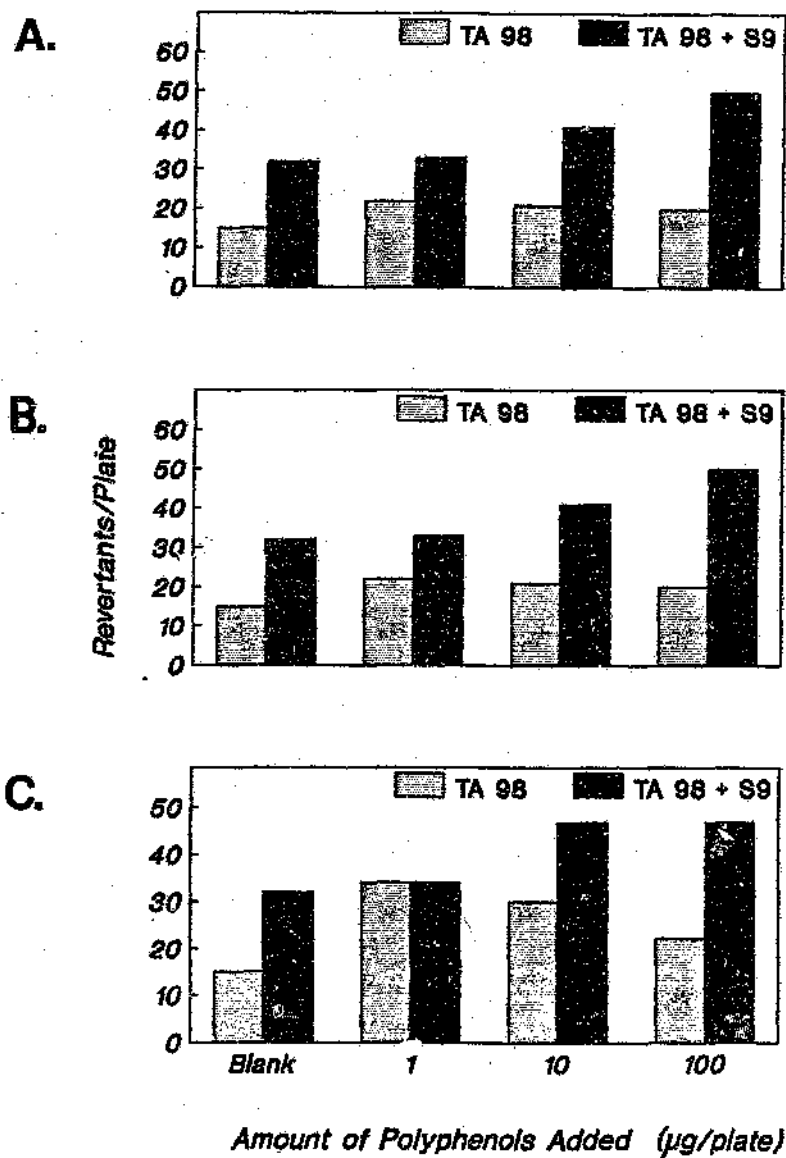 A.
TA 98 TA 98 + S9
60
50
40
30
20
10
0
B.
TA 98 TA 98 + S9
Revertants/Plate
60
50
40
30
20
10
0
C.
TA 98 TA 98 + S9
50
40
30
20
10
0
Blank 1 10 100
Amount of Polyphenols Added (µg/plate)